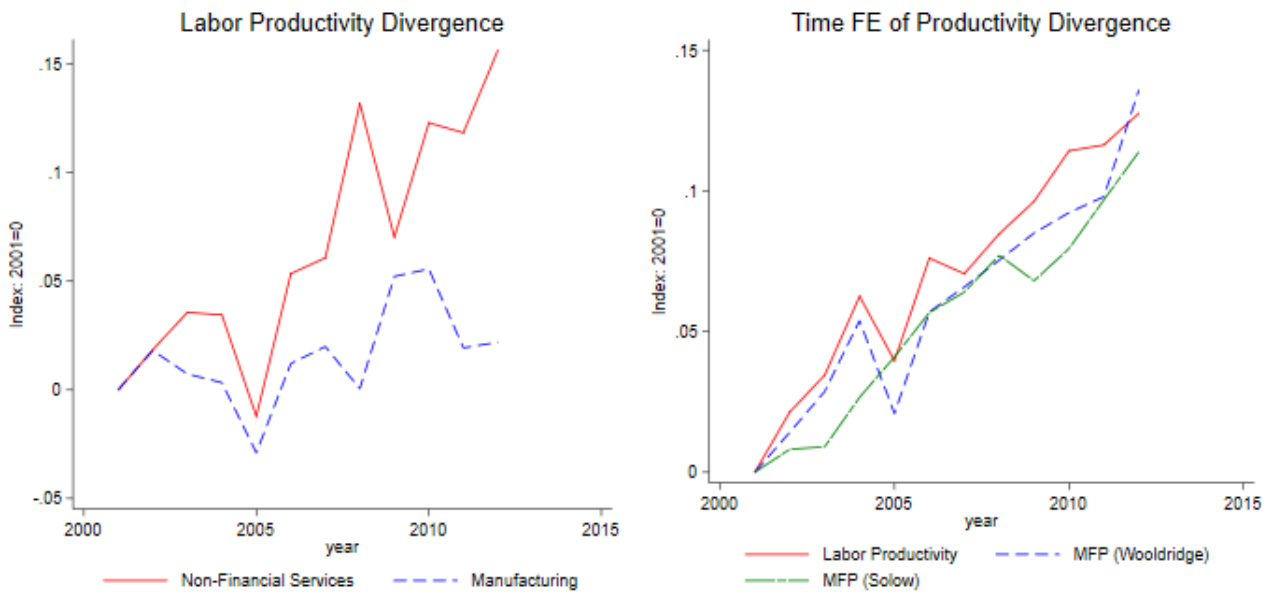 Labor Productivity Divergence
.15
.1
.05
0
-.05
Index: 2001=0
2000
2005
2010
2015
year
Non-Financial Services
Manufacturing
Time FE of Productivity Divergence
.15
.1
.05
0
Index: 2001=0
2000
2005
2010
2015
year
Labor Productivity
MFP (Wooldridge)
MFP (Solow)